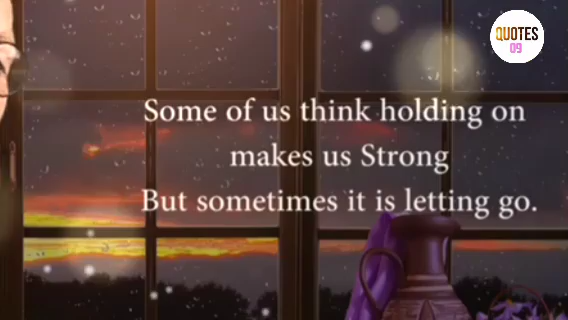 QUOTES
09
Some of us think holding on
makes us Strong
But sometimes it is letting go.